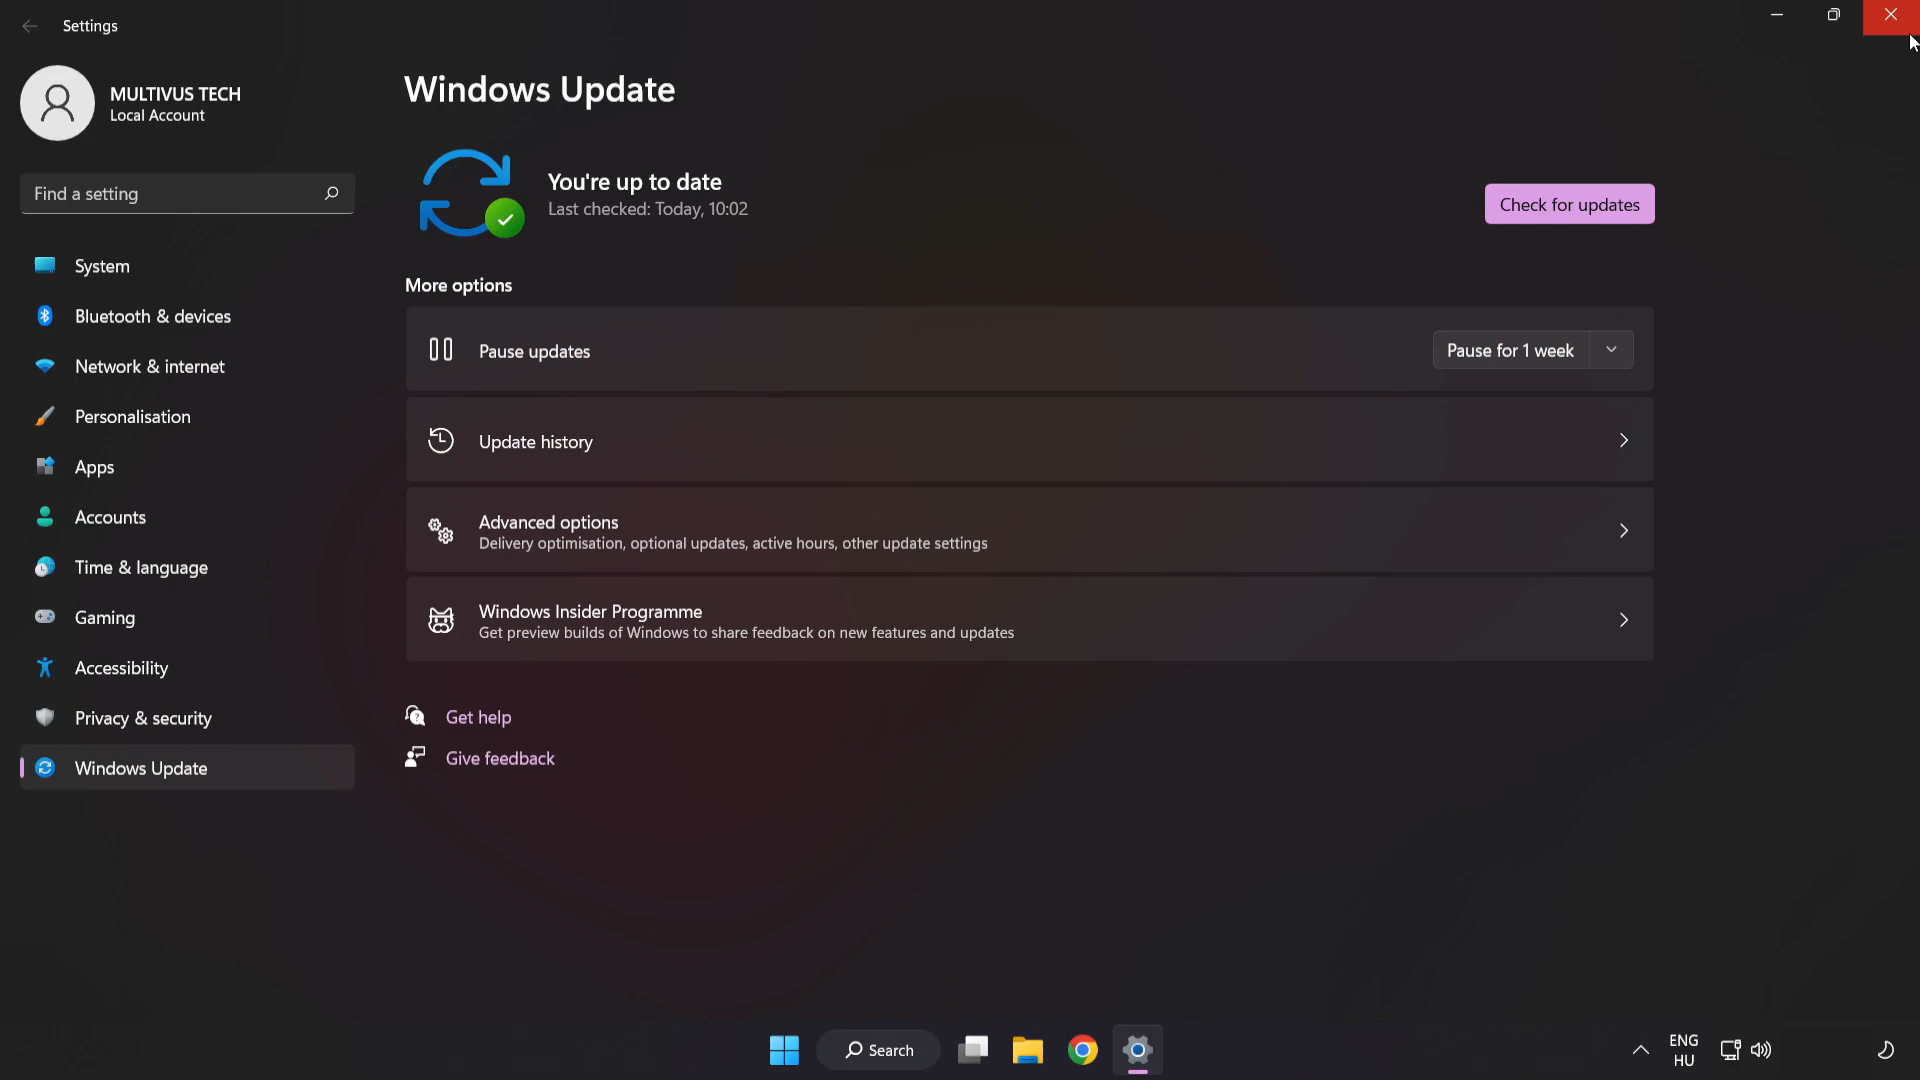 Settings
MULTIVUS TECH
Local Account
Find a setting
System
Bluetooth & devices
Network & internet
Personalisation
Apps
Accounts
Time & language
Gaming
Accessibility
Privacy & security
Windows Update
Windows Update
You're up to date
Last checked: Today, 10:02
Check for updates
More options
Pause updates
Pause for 1 week
Update history
Advanced options
Delivery optimisation, optional updates, active hours, other update settings
Windows Insider Programme
Get preview builds of Windows to share feedback on new features and updates
Get help
Give feedback
Search
ENG
HU